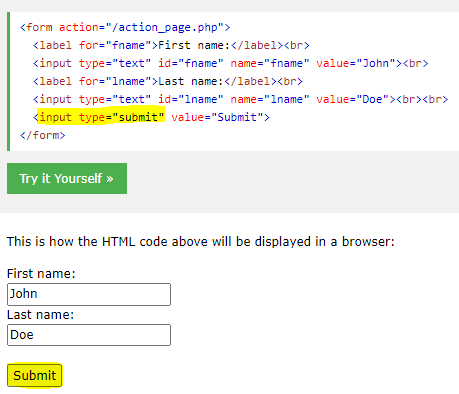 <form action="/action_page.php">
<label for="fname">First name:</label><br>
<input type="text" id="fname" name="fname" value="John"><br>
<label for="lname">Last name:</label><br>
<input type="text" id="lname" name="lname" value="Doe"><br><br>
<input type="submit" value="Submit">
</form>
Try it Yourself »
This is how the HTML code above will be displayed in a browser:
First name:
John
Last name:
Doe
Submit